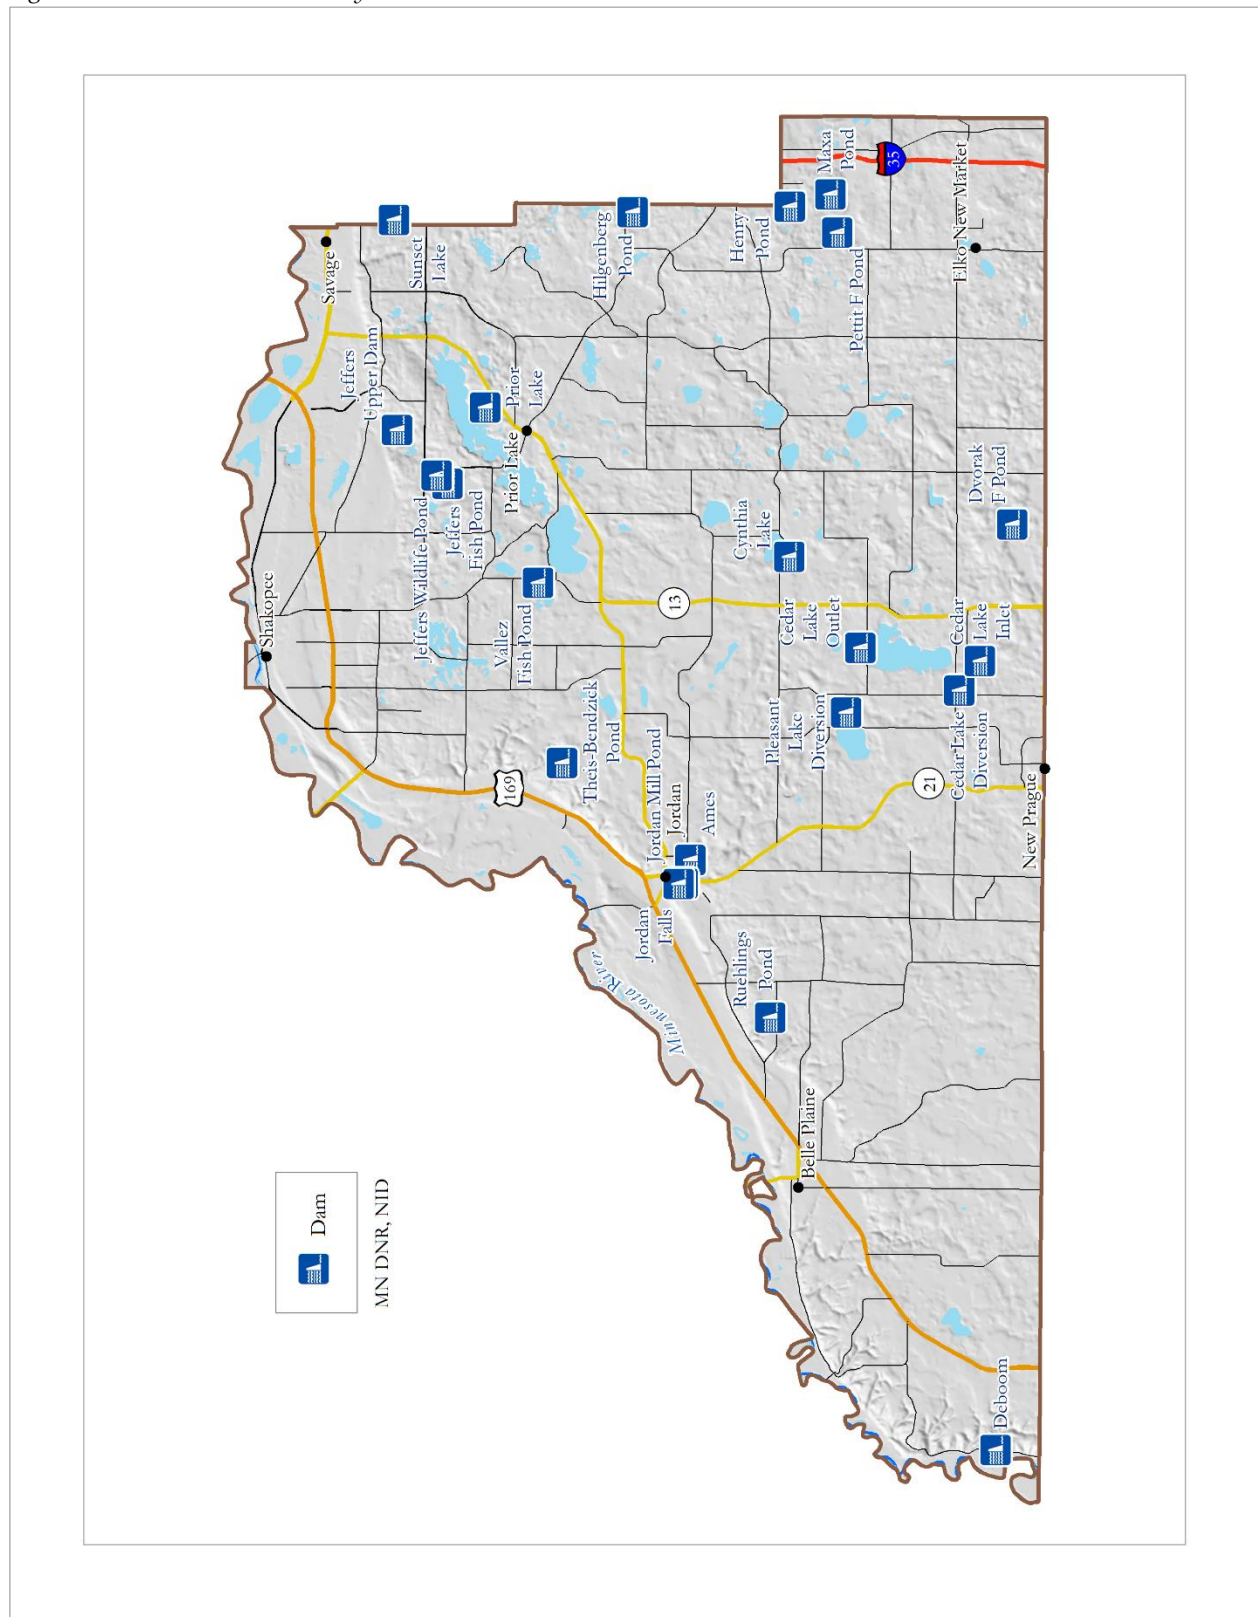 Shakopee
Savage
Jeffers
Upper Dam
Sunset
Lake
Jeffers Wildlife Pond
Jeffers
Fish Pond
Prior
Lake
Prior Lake
Vallez
Fish Pond
169
Theis-Bendzick
Pond
Hilgenberg
Pond
Minnesota River
Jordan
Falls
Jordan Mill Pond
Jordan
Ames
13
Cynthia
Lake
Henry
Pond
Maxa
Pond
Ruehlings
Pond
Pleasant
Lake
Diversion
Cedar
Lake
Outlet
Pettit F Pond
35
Belle Plaine
21
Cedar Lake
Diversion
Cedar
Lake
Inlet
Dvorak
F Pond
Elko New Market
New Prague
Deboom
Dam
MN DNR, NID